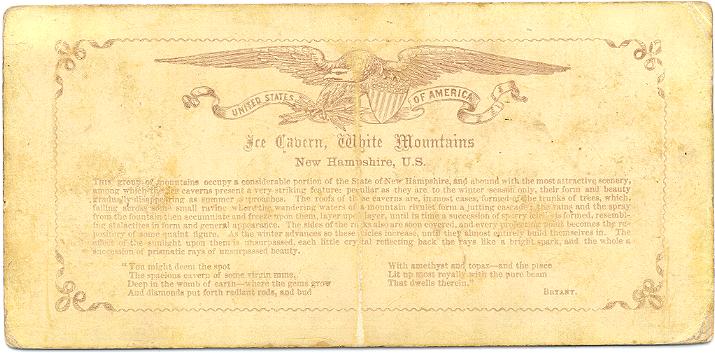 UNITED STATES OF AMERICA
Ice Cavern, White Mountains
New Hampshire, U.S.
This group of mountains occupy a considerable portion of the State of New Hampshire, and abound with the most attractive scenery,
among which the ice caverns present a very striking feature; peculiar as they are to the winter season only, their form and beauty
gradually disappearing as summer approaches. The roofs of these caverns are, in most cases, formed of the trunks of trees, which,
falling across some small ravine where the wandering waters of a mountain rivulet form a jutting cascade, the rains and the spray
from the fountain then accumulate and freeze upon them, layer upon layer, until in time a succession of is formed, resembl-
ing stalactites in form and general appearance. The sides of the rocks also are soon covered, and every projecting point becomes the re-
pository of some quaint figure. As the winter advances so these icicles increase, until they almost entirely build themselves in. The
effect of the sunlight upon them is unsurpassed, each little crystal reflecting back the rays like a bright spark, and the whole a
succession of prismatic rays of unsurpassed beauty.
"You might deem the spot
The spacious cavern of some virgin mine,
Deep in the womb of earth—where the gems grow
And diamonds put forth radiant rods, and bud
With amethyst and topaz—and the place
Lit up most royally with the pure beam
That dwells therein."
BRYANT.